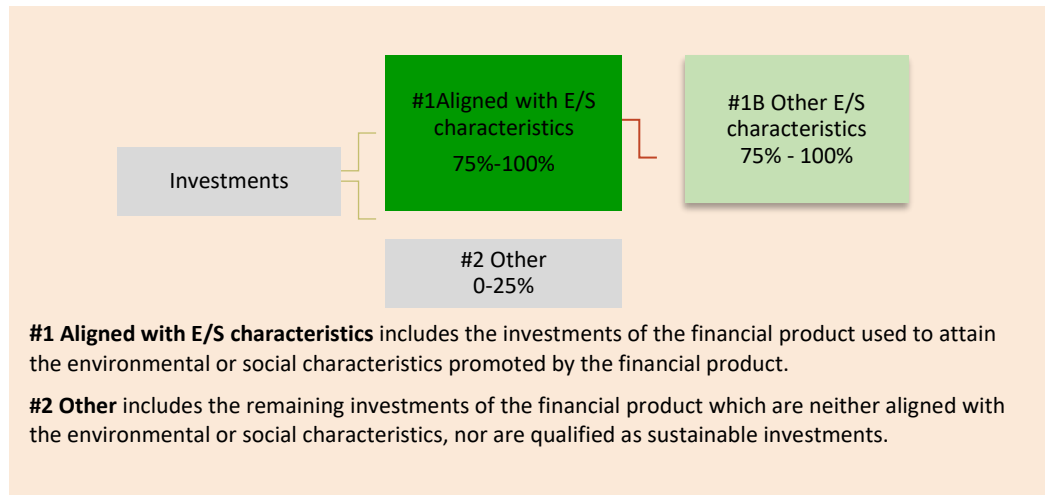 #1Aligned with E/S
characteristics
75%-100%
#1B Other E/S
characteristics
75% - 100%
Investments
#2 Other
0-25%
#1 Aligned with E/S characteristics includes the investments of the financial product used to attain
the environmental or social characteristics promoted by the financial product.
#2 Other includes the remaining investments of the financial product which are neither aligned with
the environmental or social characteristics, nor are qualified as sustainable investments.